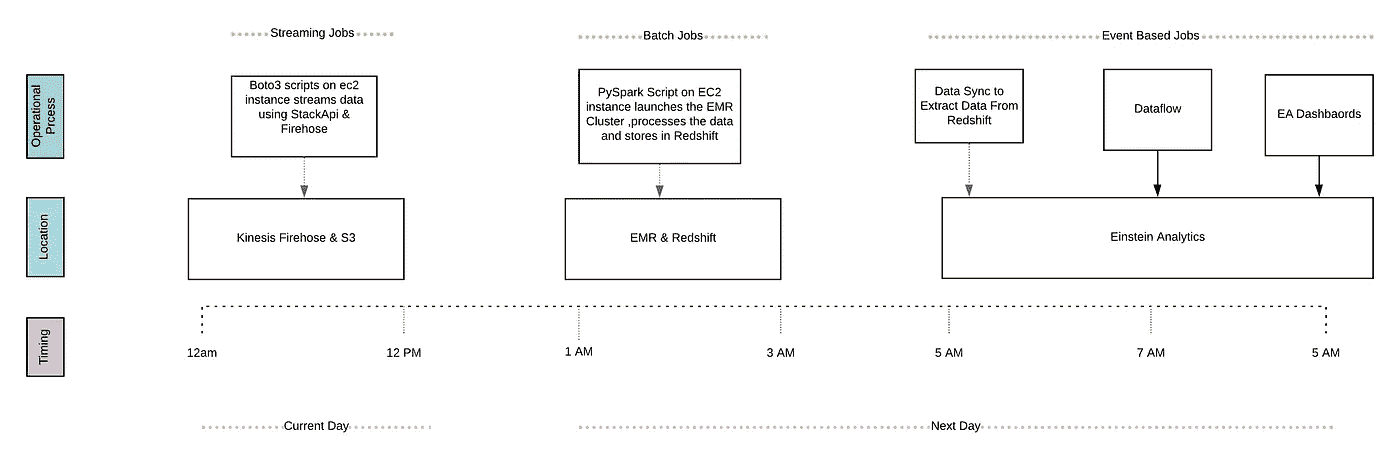 Streaming Jobs
Batch Jobs
Event Based Jobs
Operational
Prcess
Boto3 scripts on ec2
instance streams data
using StackApi &
Firehose
PySpark Script on EC2
instance launches the EMR
Cluster ,processes the data
and stores in Redshift
Data Sync to
Extract Data From
Redshift
Dataflow
EA Dashbaords
Location
Kinesis Firehose & S3
EMR & Redshift
Einstein Analytics
Timing
12am
12 PM
1 AM
3 AM
5 AM
7 AM
5 AM
Current Day
Next Day